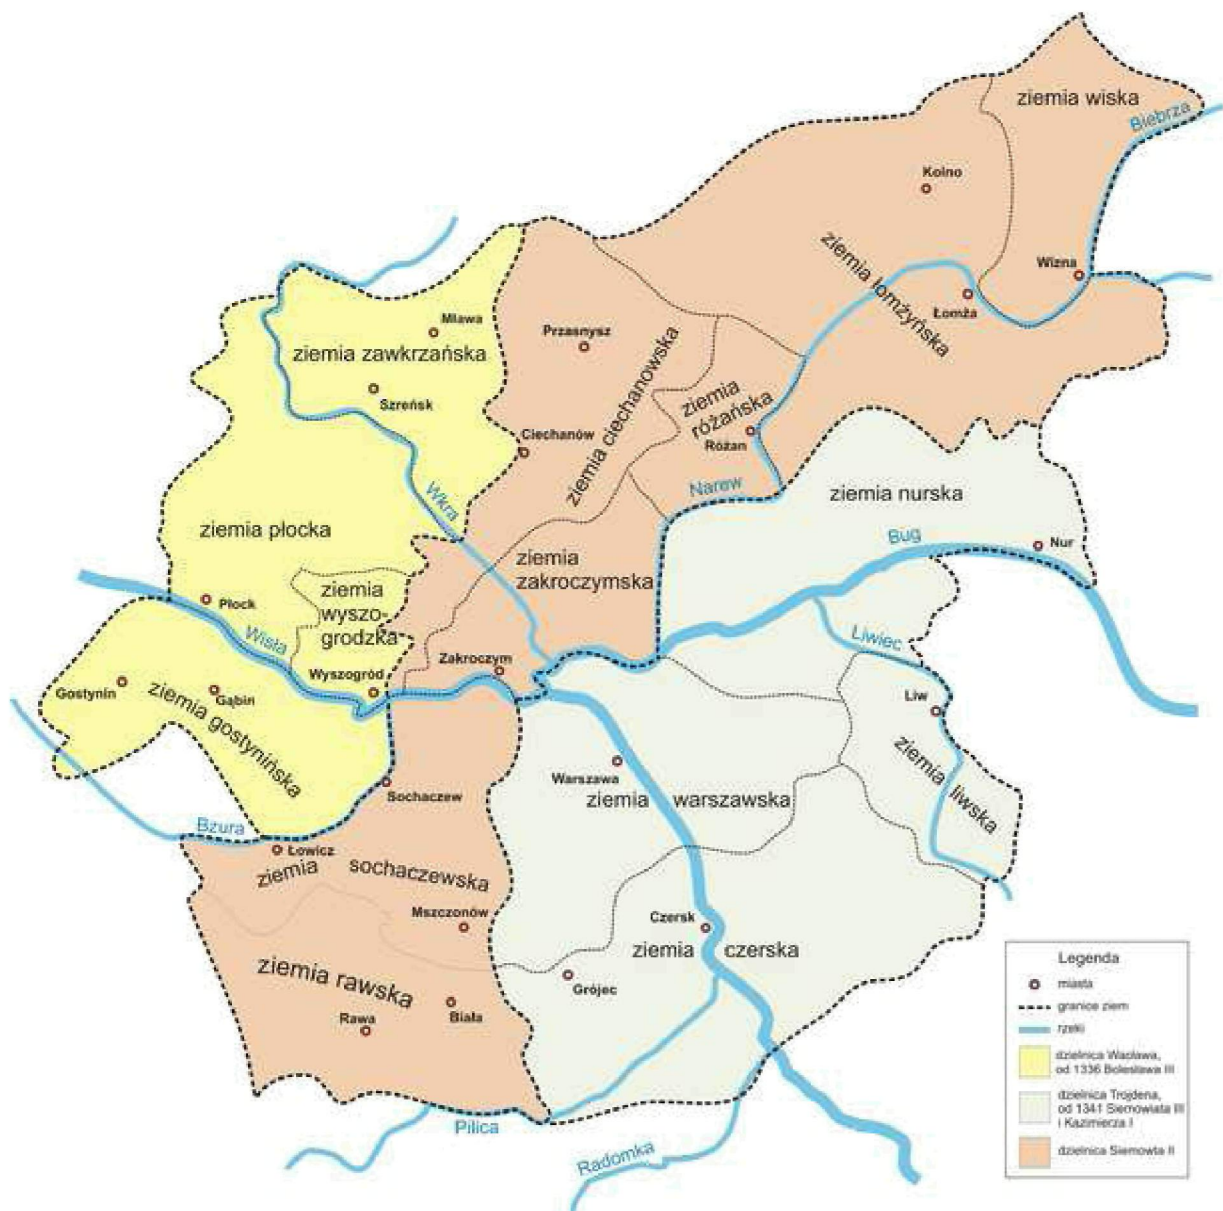 ziemia wiska
Biebrza
Kolno
ziemia łomżyńska
Wizna
Łomża
Mława
ziemia zawkrzańska
Szreńsk
Przasnysz
ziemia ciechanowska
ziemia
różańska
Różan
Ciechanów
Narew
ziemia nurska
Wkra
Bug
Nur
ziemia płocka
ziemia
zakroczymska
ziemia
wyszo-
grodzka
Płock
Wisła
Liwiec
Zakroczym
Wyszogród
Gostynin
Gąbin
ziemia gostynińska
Liw
ziemia
liwska
Warszawa
ziemia warszawska
Sochaczew
Bzura
Łowicz
ziemia sochaczewska
Mszczonów
Czersk
ziemia czerska
ziemia rawska
Grójec
Biała
Rawa
Pilica
Radomka
Legenda
miasta
granice ziem
rzeki
dzielnica Wacława,
od 1336 Bolesława III
dzielnica Trojdena,
od 1341 Siemowiata III
i Kazimierza I
dzielnica Siemowta II